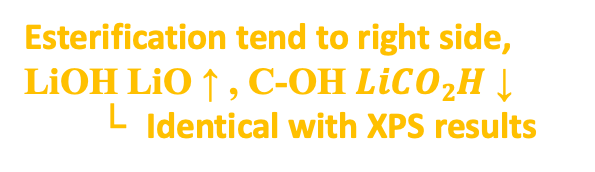 Esterification tend to right side,
LiOH LiO ↑ , C-OH LiCO₂H ↓
└ Identical with XPS results